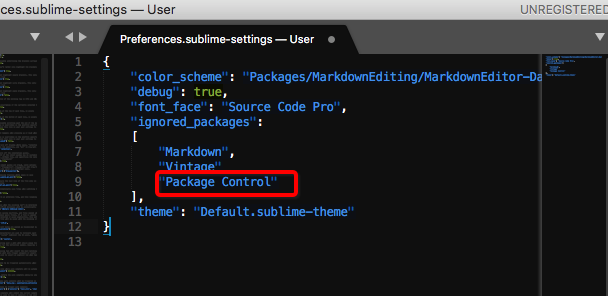 ces.sublime-settings — User
UNREGISTERED
Preferences.sublime-settings — User
1 {
2 "color_scheme": "Packages/MarkdownEditing/MarkdownEditor-Da
3 "debug": true,
4 "font_face": "Source Code Pro",
5 "ignored_packages":
6 [
7 "Markdown",
8 "Vintage"
9 "Package Control"
10 ],
11 "theme": "Default.sublime-theme"
12 }
13